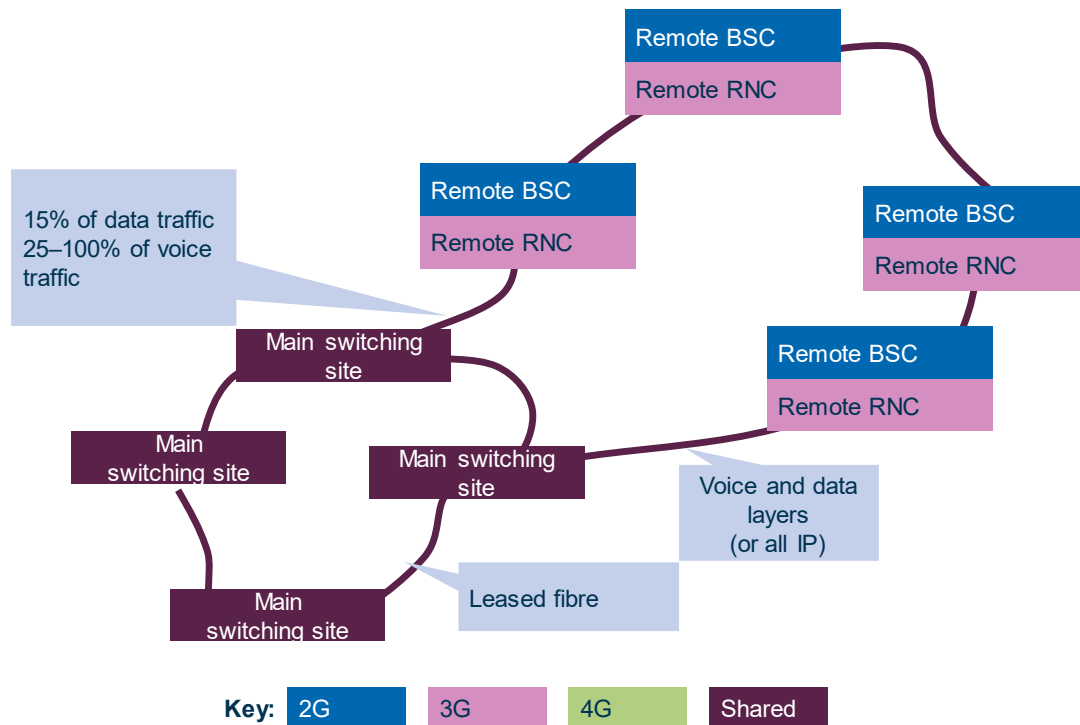 Remote BSC
Remote RNC
Remote BSC
Remote RNC
15% of data traffic
25–100% of voice
traffic
Remote BSC
Remote RNC
Main switching
site
Remote BSC
Remote RNC
Main
switching site
Main switching
site
Voice and data
layers
(or all IP)
Leased fibre
Main
switching site
Key:
2G
3G
4G
Shared